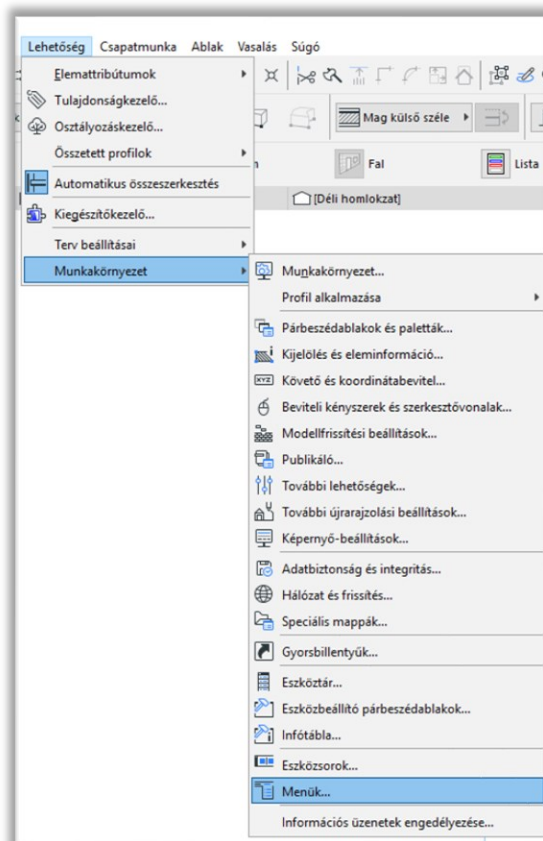 Lehetőség Csapatmunka Ablak Vasalás Súgó
Elemattribútumok
Tulajdonságkezelő...
Osztályozáskezelő...
Mag külső széle
Összetett profilok
Fal
Lista
Automatikus összeszerkesztés
[Déli homlokzat]
Kiegészítőkezelő...
Terv beállításai
Munkakörnyezet
Munkakörnyezet...
Profil alkalmazása
Párbeszédablakok és paletták...
Kijelölés és eleminformáció...
XYZ Követő és koordinátabevitel...
Beviteli kényszerek és szerkesztővonalak...
Modellfrissítési beállítások...
Publikáló...
További lehetőségek...
További újrarajzolási beállítások...
Képernyő-beállítások...
Adatbiztonság és integritás...
Hálózat és frissítés...
Speciális mappák...
Gyorsbillentyűk...
Eszköztár...
Eszközbeállító párbeszédablakok...
Infótábla...
Eszközsorok...
Menük...
Információs üzenetek engedélyezése...